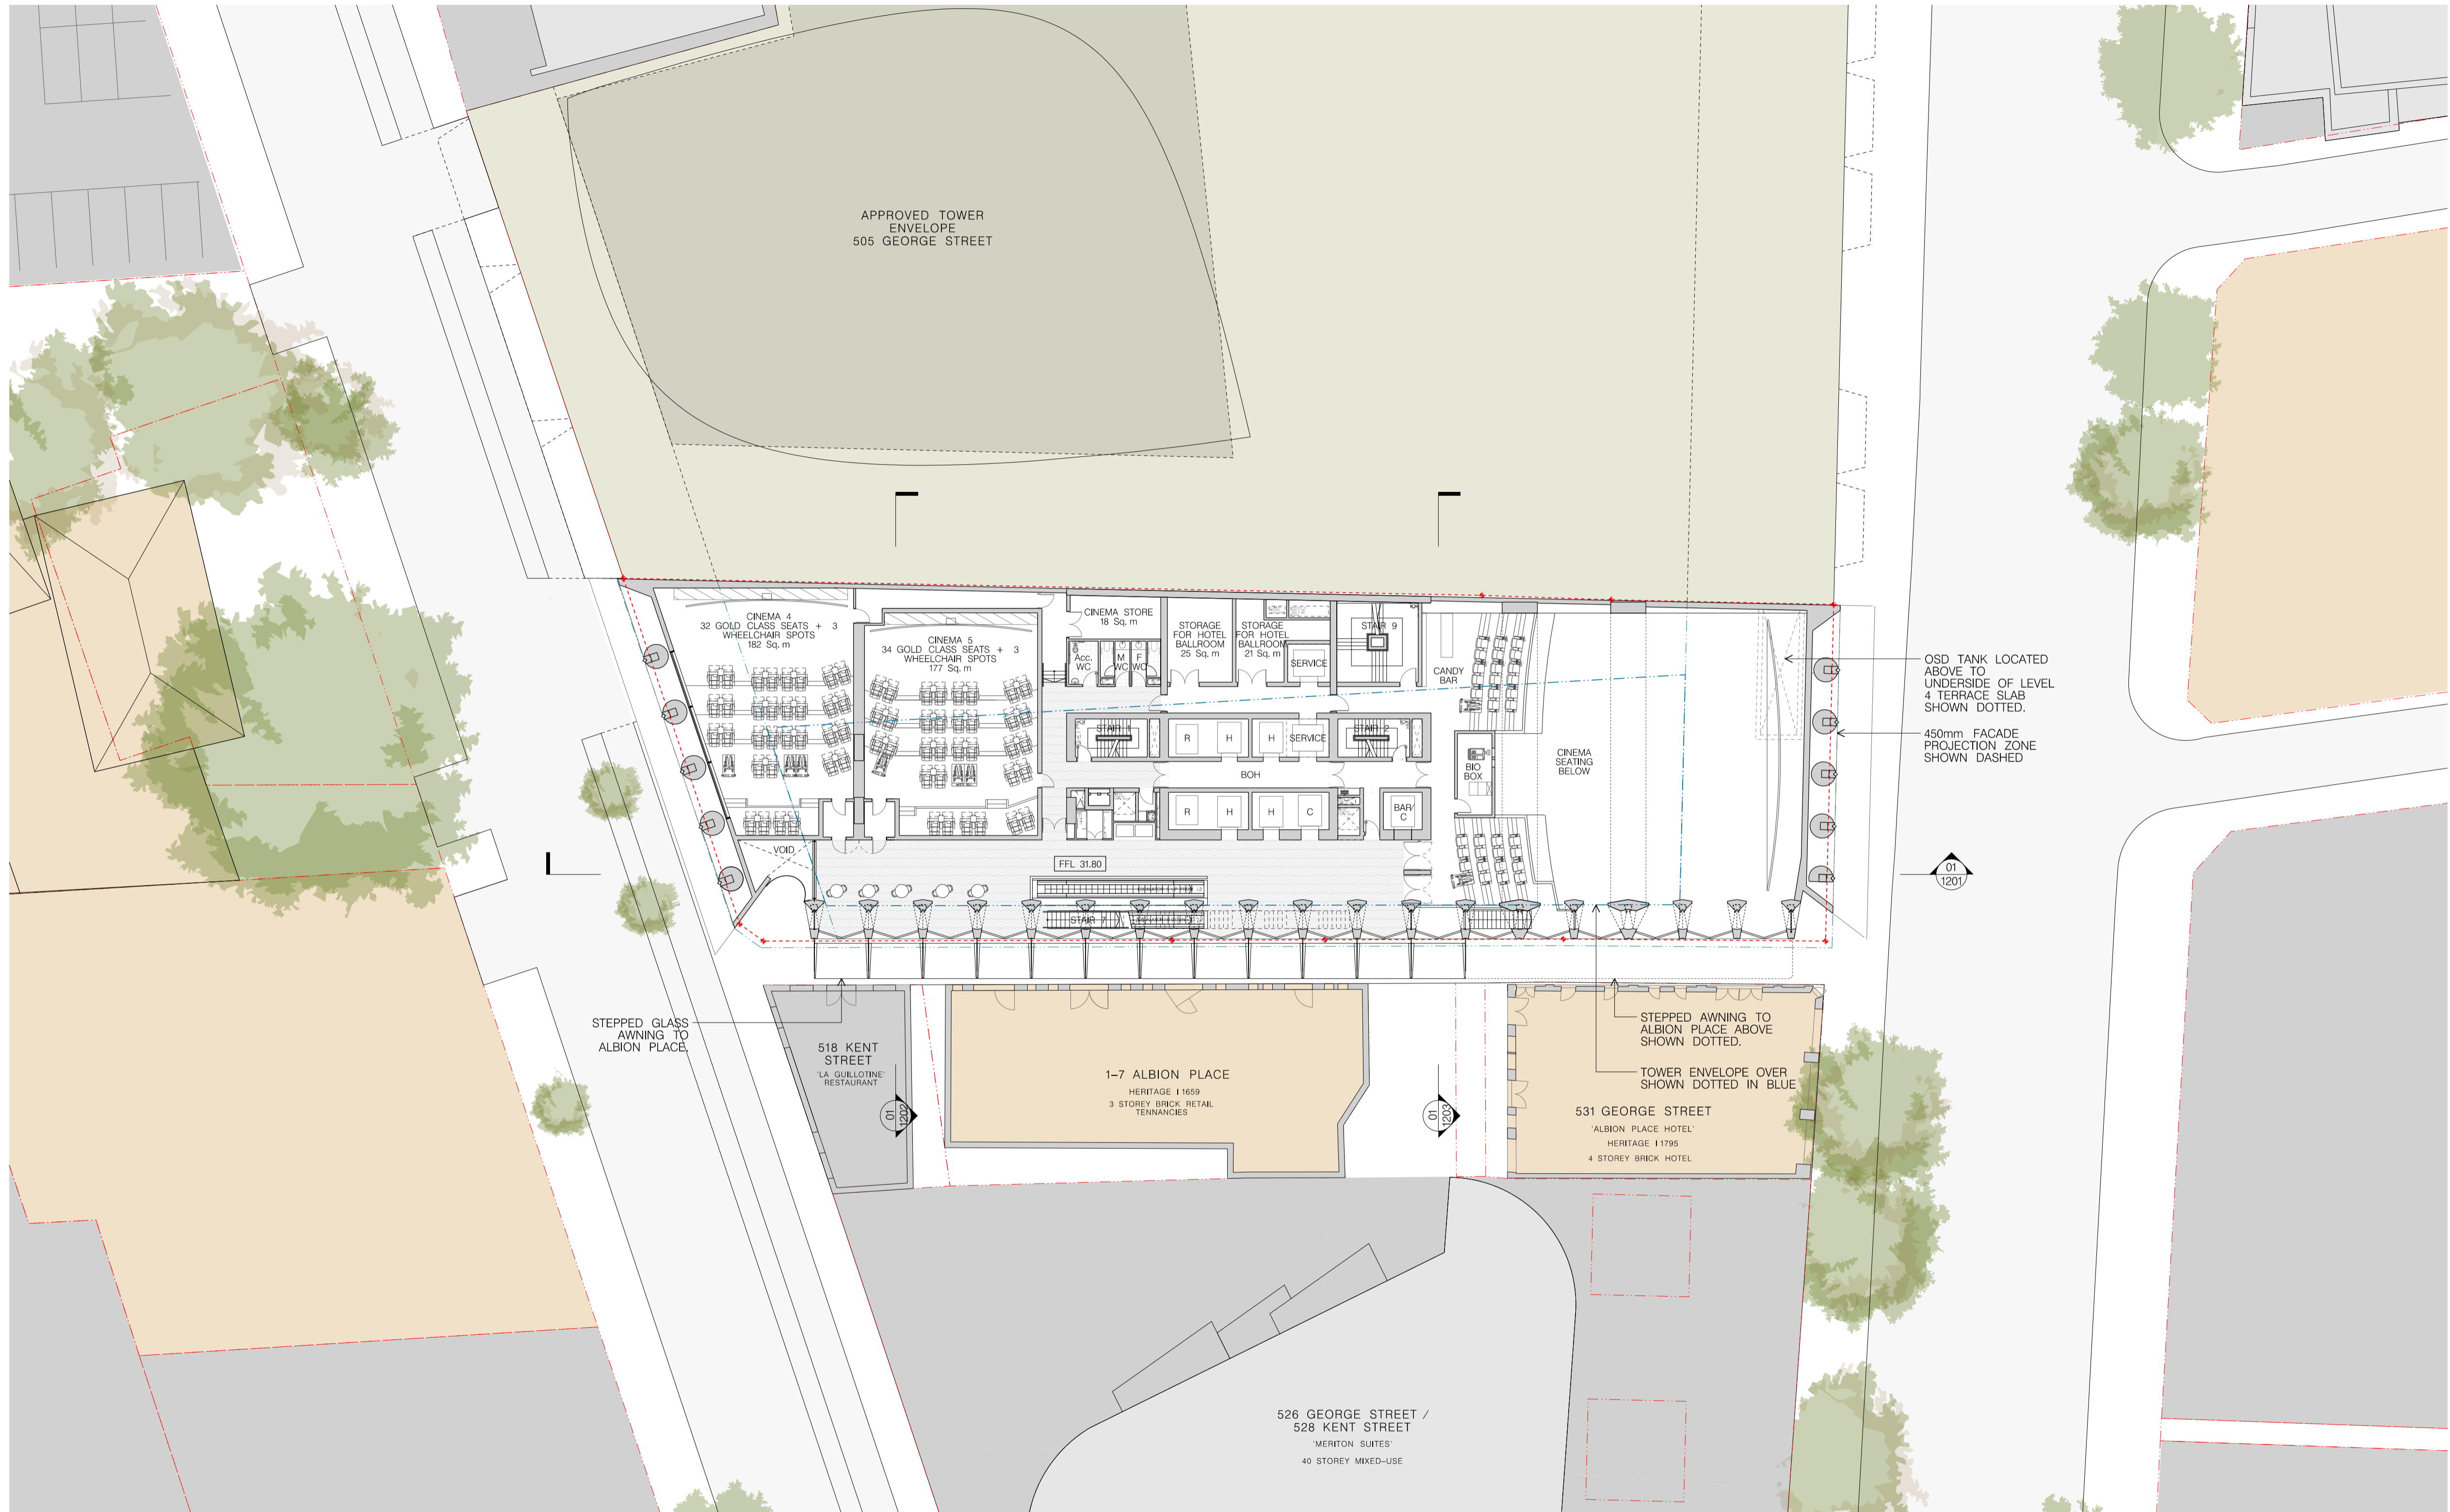 APPROVED TOWER
ENVELOPE
505 GEORGE STREET
CINEMA 4
32 GOLD CLASS SEATS + 3
WHEELCHAIR SPOTS
182 Sq. m
CINEMA 5
34 GOLD CLASS SEATS + 3
WHEELCHAIR SPOTS
177 Sq. m
CINEMA STORE
18 Sq. m
Acc.
WC
M
WC
F
WC
STORAGE
FOR HOTEL
BALLROOM
25 Sq. m
STORAGE
FOR HOTEL
BALLROOM
21 Sq. m
SERVICE
STAIR 9
CANDY
BAR
STAIR 1
R
H
H
SERVICE
STAIR 2
BOH
BIO
BOX
CINEMA
SEATING
BELOW
R
H
H
C
BAR/
C
VOID
FFL 31.80
STAIR 7
OSD TANK LOCATED
ABOVE TO
UNDERSIDE OF LEVEL
4 TERRACE SLAB
SHOWN DOTTED.
450mm FACADE
PROJECTION ZONE
SHOWN DASHED
01
1201
STEPPED GLASS
AWNING TO
ALBION PLACE.
518 KENT
STREET
'LA GUILLOTINE'
RESTAURANT
01
1202
1-7 ALBION PLACE
HERITAGE I 1659
3 STOREY BRICK RETAIL
TENNANCIES
01
1203
STEPPED AWNING TO
ALBION PLACE ABOVE
SHOWN DOTTED.
TOWER ENVELOPE OVER
SHOWN DOTTED IN BLUE
531 GEORGE STREET
'ALBION PLACE HOTEL'
HERITAGE I 1795
4 STOREY BRICK HOTEL
526 GEORGE STREET /
528 KENT STREET
'MERITON SUITES'
40 STOREY MIXED-USE